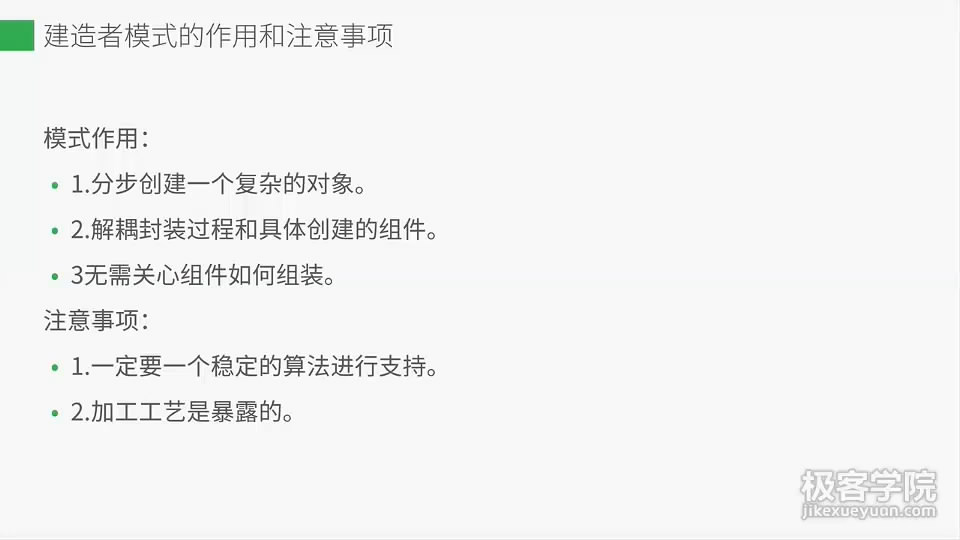 建造者模式的作用和注意事项
模式作用：
• 1.分步创建一个复杂的对象。
• 2.解耦封装过程和具体创建的组件。
• 3无需关心组件如何组装。
注意事项：
• 1.一定要一个稳定的算法进行支持。
• 2.加工工艺是暴露的。
极客学院
jikexueyuan.com